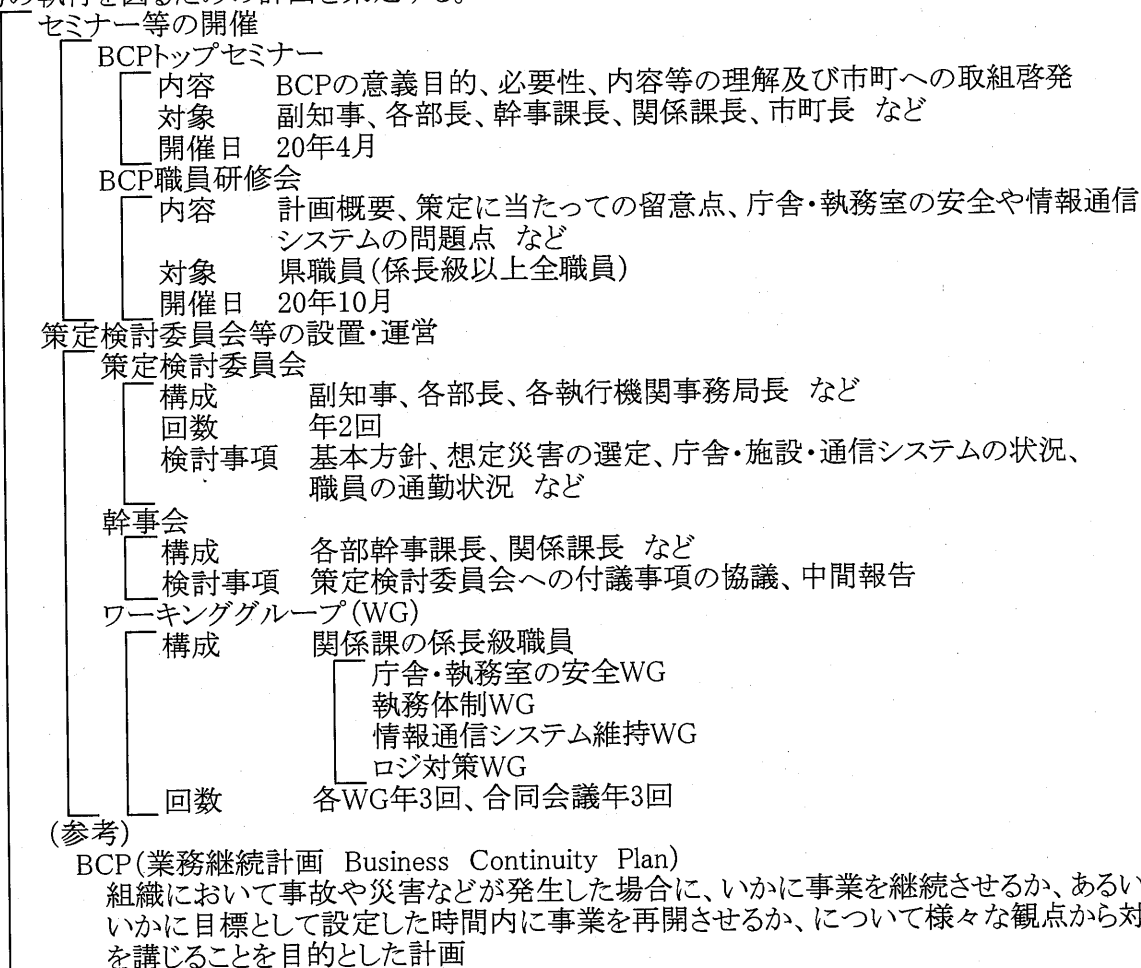 の執行を図るための計画を策定する。
セミナー等の開催
BCPトップセミナー
内容 BCPの意義目的、必要性、内容等の理解及び市町への取組啓発
対象 副知事、各部長、幹事課長、関係課長、市町長 など
開催日 20年4月
BCP職員研修会
内容 計画概要、策定に当たっての留意点、庁舎・執務室の安全や情報通信
システムの問題点 など
対象 県職員(係長級以上全職員)
開催日 20年10月
策定検討委員会等の設置・運営
策定検討委員会
構成 副知事、各部長、各執行機関事務局長 など
回数 年2回
検討事項 基本方針、想定災害の選定、庁舎・施設・通信システムの状況、
職員の通勤状況 など
幹事会
構成 各部幹事課長、関係課長 など
検討事項 策定検討委員会への付議事項の協議、中間報告
ワーキンググループ(WG)
構成 関係課の係長級職員
庁舎・執務室の安全WG
執務体制WG
情報通信システム維持WG
ロジ対策WG
回数 各WG年3回、合同会議年3回
(参考)
BCP(業務継続計画 Business Continuity Plan)
組織において事故や災害などが発生した場合に、いかに事業を継続させるか、あるい
いかに目標として設定した時間内に事業を再開させるか、について様々な観点から対
を講じることを目的とした計画